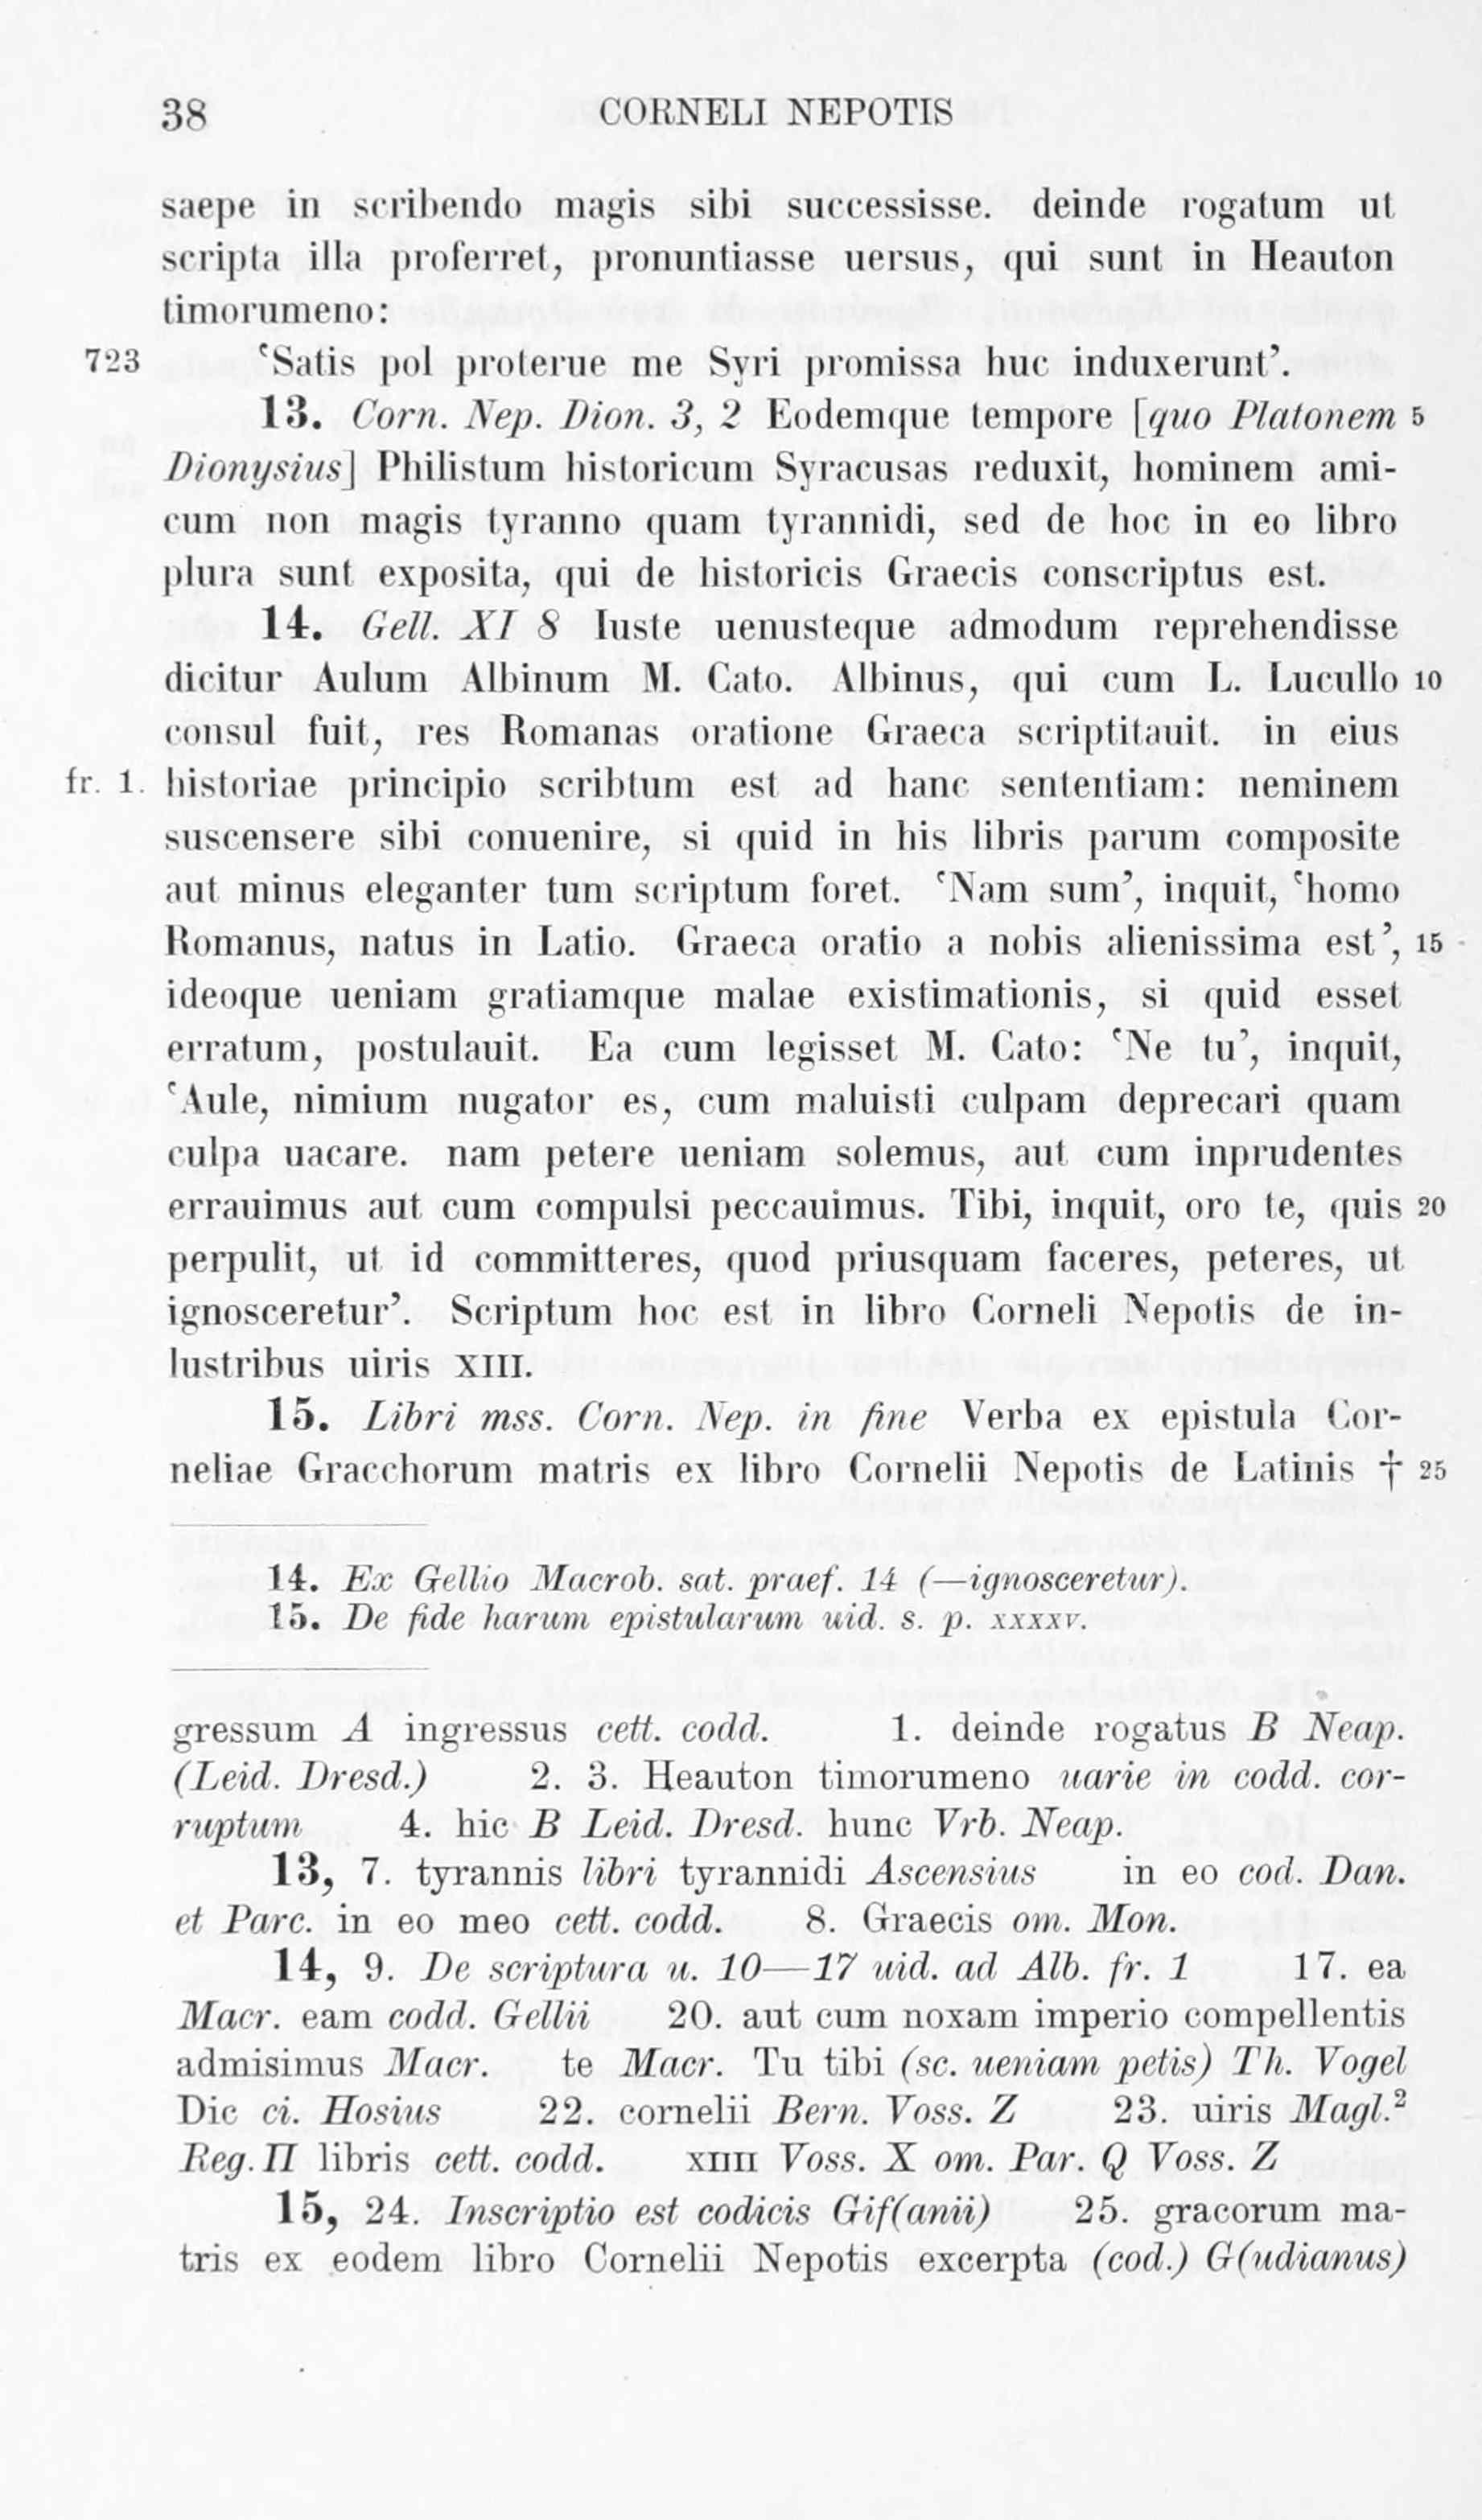 38 CORNELI NEPOTIS
saepe in scribendo magis sibi successisse. deinde rogatum ut
scripta illa proferret, pronuntiasse uersus, qui sunt in Heauton
timorumeno:
723 ‘Satis pol proterue me Syri promissa huc induxerunt’.
13. Corn. Nep. Dion. 3, 2 Eodemque tempore [quo Platonem 5
Dionysius] Philistum historicum Syracusas reduxit, hominem ami-
cum non magis tyranno quam tyrannidi, sed de hoc in eo libro
plura sunt exposita, qui de historicis Graecis conscriptus est.
14. Gell. XI 8 Iuste uenusteque admodum reprehendisse
dicitur Aulum Albinum M. Cato. Albinus, qui cum L. Lucullo 10
consul fuit, res Romanas oratione Graeca scriptitauit. in eius
fr. 1. historiae principio scribtum est ad hanc sententiam: neminem
suscensere sibi conuenire, si quid in his libris parum composite
aut minus eleganter tum scriptum foret. ‘Nam sum’, inquit, ‘homo
Romanus, natus in Latio. Graeca oratio a nobis alienissima est’, 15
ideoque ueniam gratiamque malae existimationis, si quid esset
erratum, postulauit. Ea cum legisset M. Cato: ‘Ne tu’, inquit,
‘Aule, nimium nugator es, cum maluisti culpam deprecari quam
culpa uacare. nam petere ueniam solemus, aut cum inprudentes
errauimus aut cum compulsi peccauimus. Tibi, inquit, oro te, quis 20
perpulit, ut id committeres, quod priusquam faceres, peteres, ut
ignosceretur’. Scriptum hoc est in libro Corneli Nepotis de in-
lustribus uiris XIII.
15. Libri mss. Corn. Nep. in fine Verba ex epistula Cor-
neliae Gracchorum matris ex libro Cornelii Nepotis de Latinis † 25
14. Ex Gellio Macrob. sat. praef. 14 (—ignosceretur).
15. De fide harum epistularum uid. s. p. XXXXV.
gressum A ingressus cett. codd. 1. deinde rogatus B Neap.
(Leid. Dresd.) 2. 3. Heauton timorumeno uarie in codd. cor-
ruptum 4. hic B Leid. Dresd. hunc Vrb. Neap.
13, 7. tyrannis libri tyrannidi Ascensius in eo cod. Dan.
et Parc. in eo meo cett. codd. 8. Graecis om. Mon.
14, 9. De scriptura u. 10—17 uid. ad Alb. fr. 1 17. ea
Macr. eam codd. Gellii 20. aut cum noxam imperio compellentis
admisimus Macr. te Macr. Tu tibi (sc. ueniam petis) Th. Vogel
Dic ci. Hosius 22. cornelii Bern. Voss. Z 23. uiris Magl.²
Reg. II libris cett. codd. XIIII Voss. X om. Par. Q Voss. Z
15, 24. Inscriptio est codicis Gif(anii) 25. gracorum ma-
tris ex eodem libro Cornelii Nepotis excerpta (cod.) G(udianus)